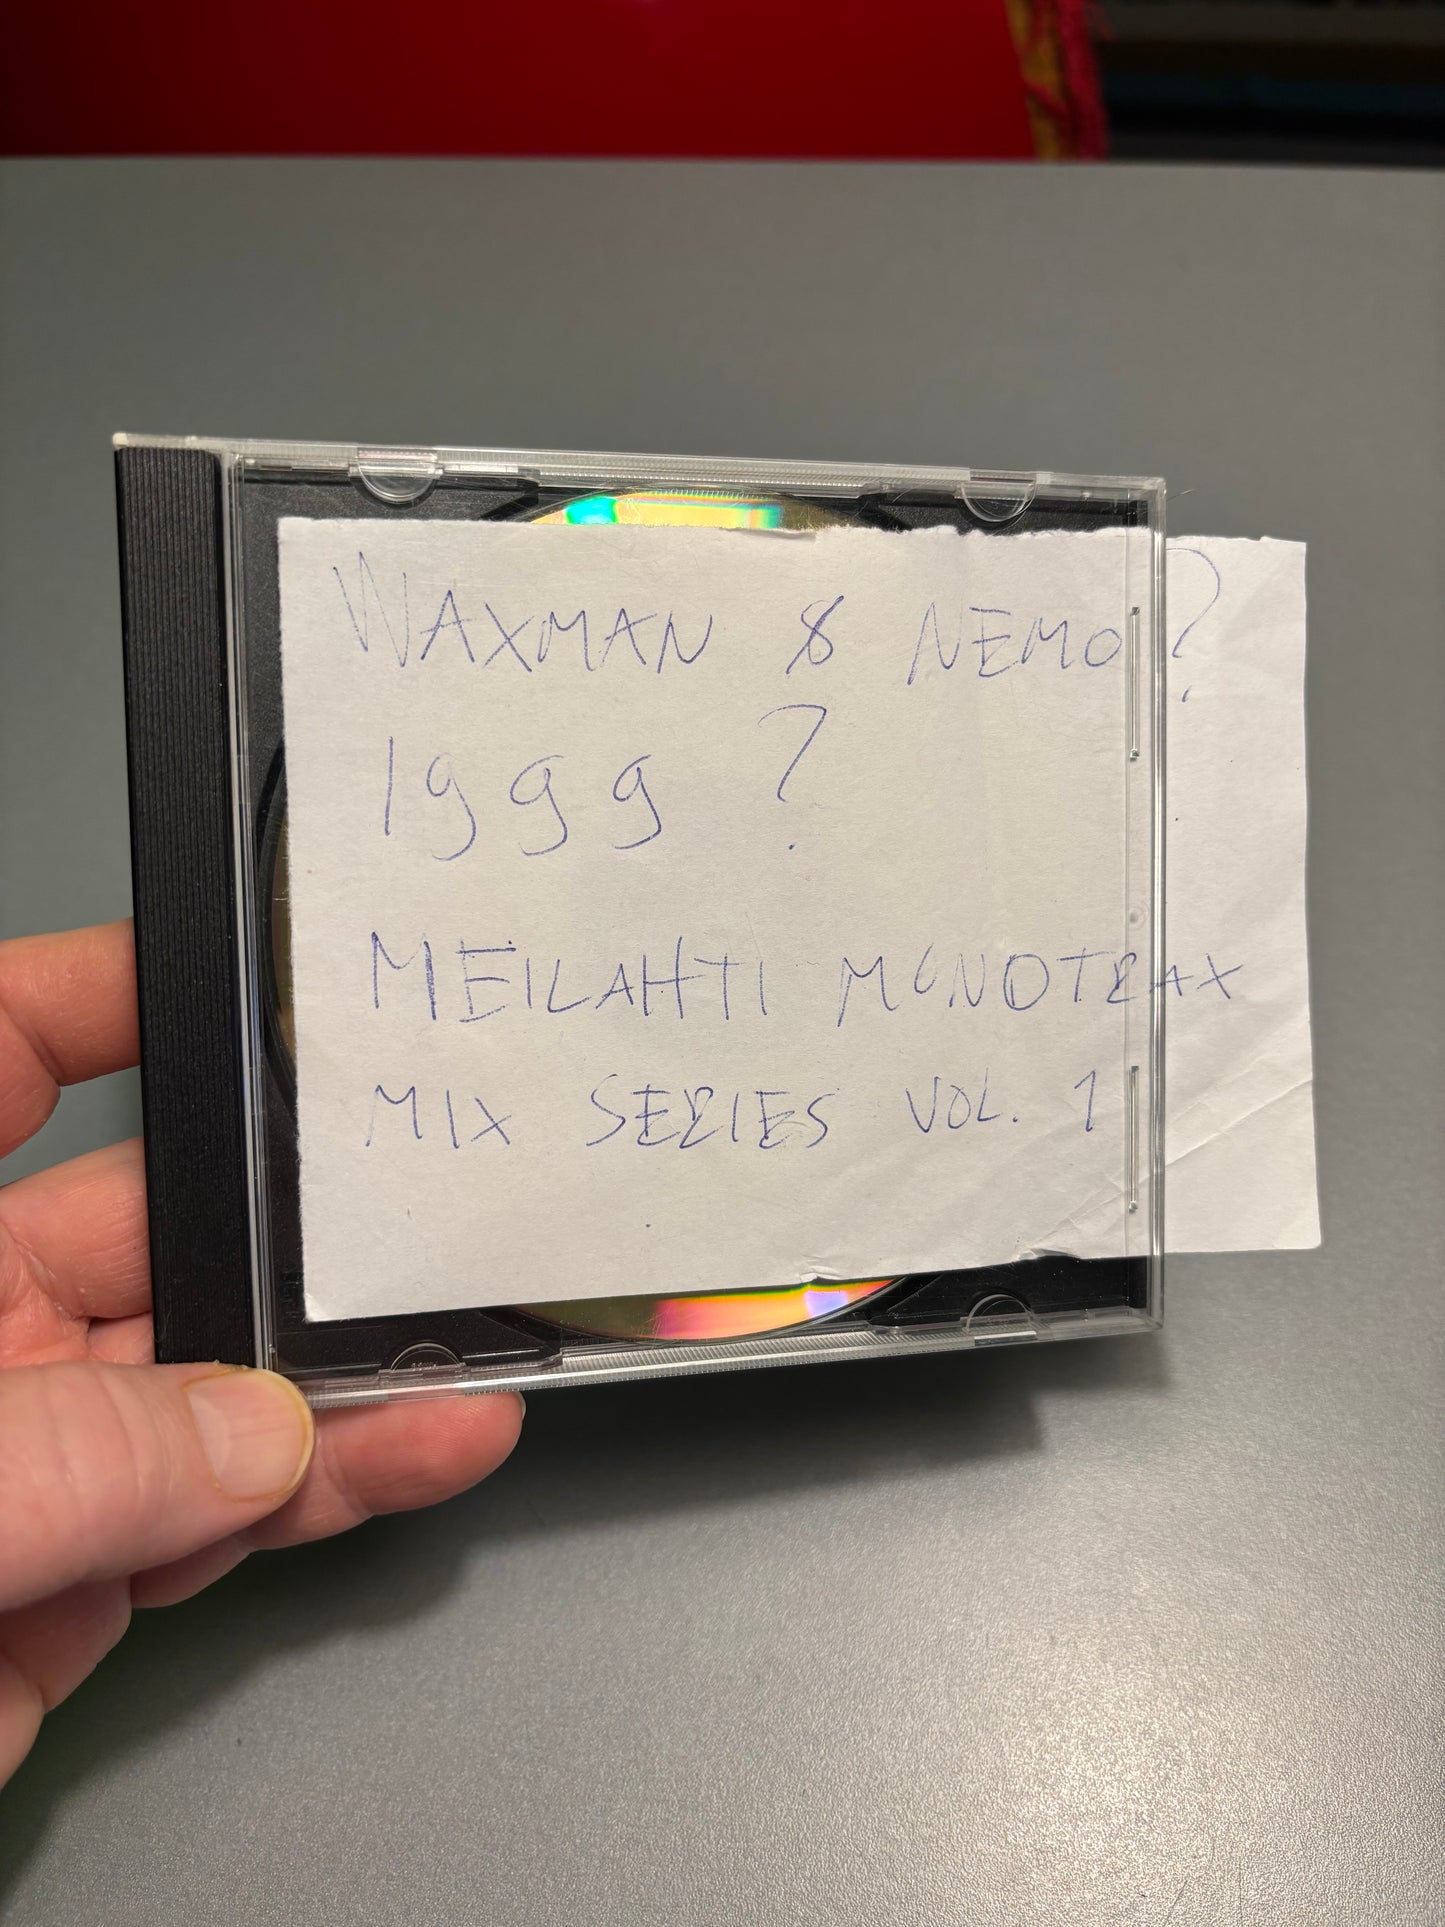 WAXMAN & NEMO?
1999?
MEILAHTI MONOTRAX
MIX SERIES VOL. 1